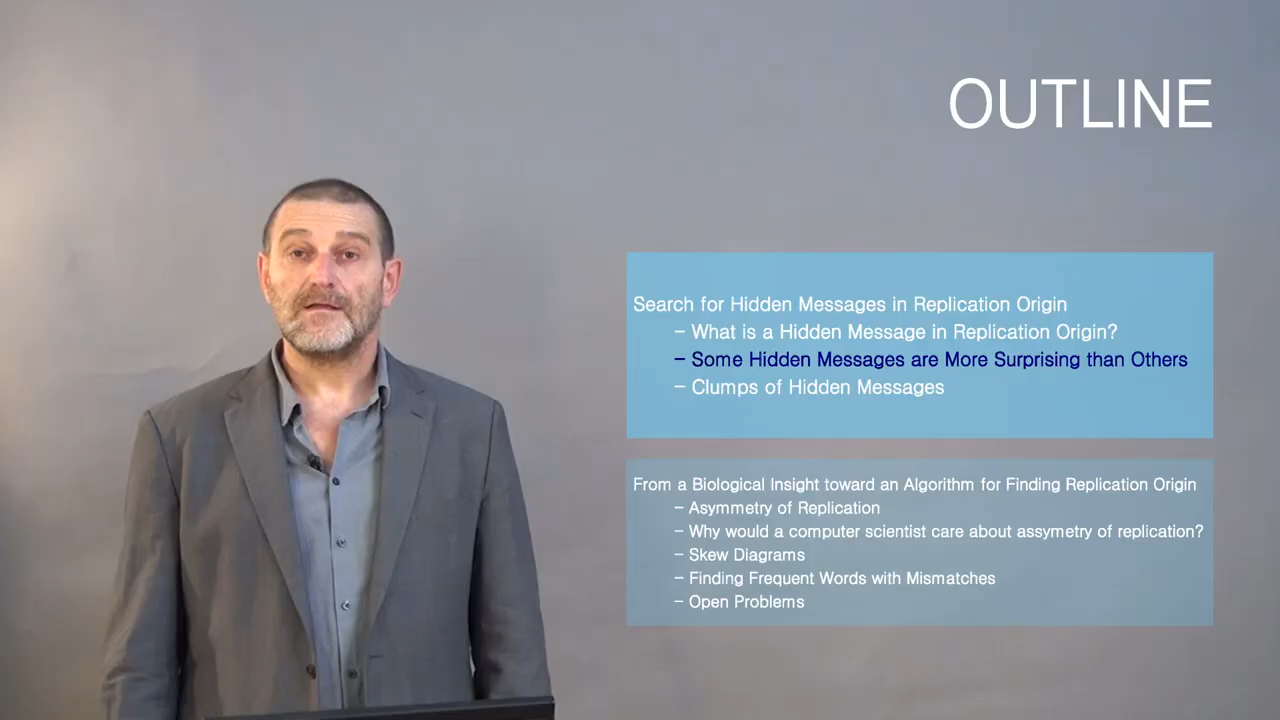 OUTLINE
Search for Hidden Messages in Replication Origin
– What is a Hidden Message in Replication Origin?
– Some Hidden Messages are More Surprising than Others
– Clumps of Hidden Messages
From a Biological Insight toward an Algorithm for Finding Replication Origin
– Asymmetry of Replication
– Why would a computer scientist care about assymetry of replication?
– Skew Diagrams
– Finding Frequent Words with Mismatches
– Open Problems